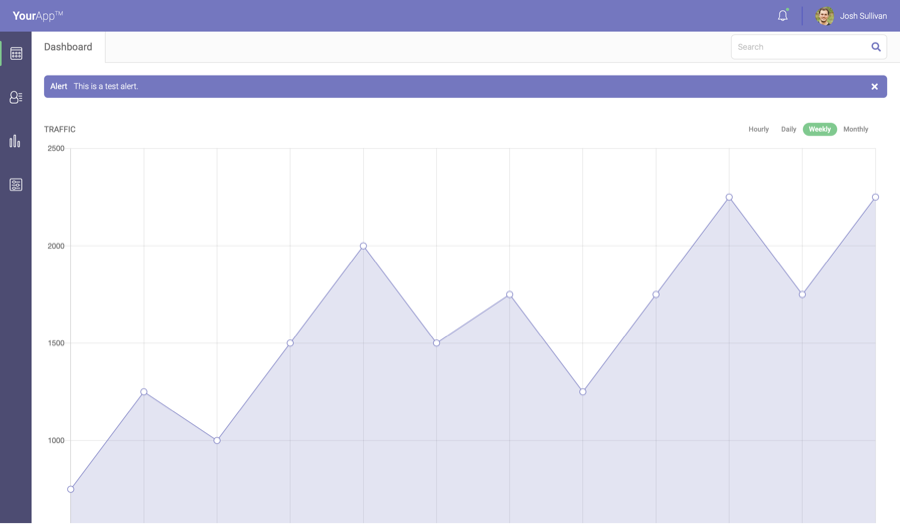 YourApp™
Josh Sullivan
Dashboard
Search
Alert This is a test alert.
TRAFFIC
Hourly Daily Weekly Monthly
2500
2000
1500
1000